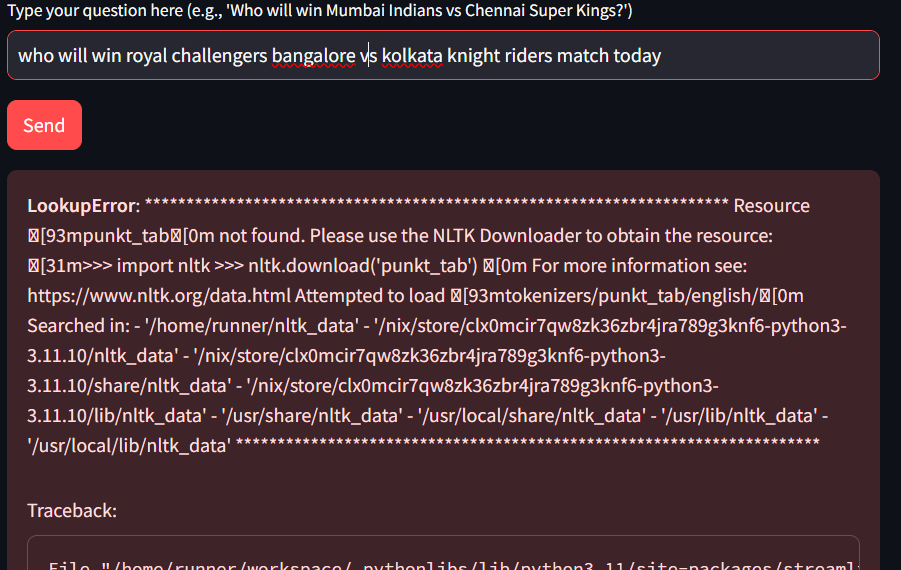 Type your question here (e.g., 'Who will win Mumbai Indians vs Chennai Super Kings?')
who will win royal challengers bangalore vs kolkata knight riders match today
Send
LookupError: ********************************************************************** Resource
[93mpunkt_tab[0m not found. Please use the NLTK Downloader to obtain the resource:
[31m>>> import nltk >>> nltk.download('punkt_tab') [0m For more information see:
https://www.nltk.org/data.html Attempted to load [93mtokenizers/punkt_tab/english/[0m
Searched in: - '/home/runner/nltk_data' - '/nix/store/clx0mcir7qw8zk36zbr4jra789g3knf6-python3-
3.11.10/nltk_data' - '/nix/store/clx0mcir7qw8zk36zbr4jra789g3knf6-python3-
3.11.10/share/nltk_data' - '/nix/store/clx0mcir7qw8zk36zbr4jra789g3knf6-python3-
3.11.10/lib/nltk_data' - '/usr/share/nltk_data' - '/usr/local/share/nltk_data' - '/usr/lib/nltk_data' -
'/usr/local/lib/nltk_data' **********************************************************************
Traceback:
File "/home/runner/workspace/.pythonlibs/lib/python3.11/site-packages/streaml